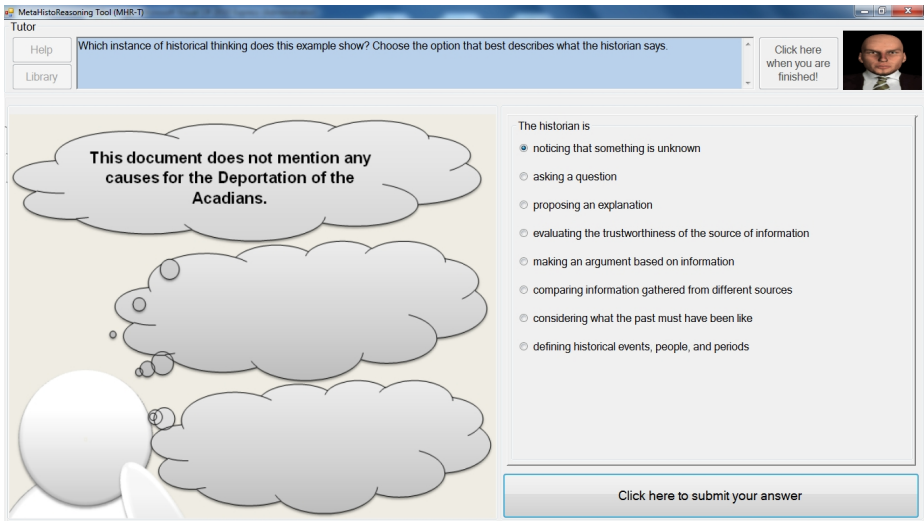 MetaHistoReasoning Tool (MHR-T)
Tutor
Help
Library
Which instance of historical thinking does this example show? Choose the option that best describes what the historian says.
Click here
when you are
finished!
This document does not mention any
causes for the Deportation of the
Acadians.
The historian is
noticing that something is unknown
asking a question
proposing an explanation
evaluating the trustworthiness of the source of information
making an argument based on information
comparing information gathered from different sources
considering what the past must have been like
defining historical events, people, and periods
Click here to submit your answer